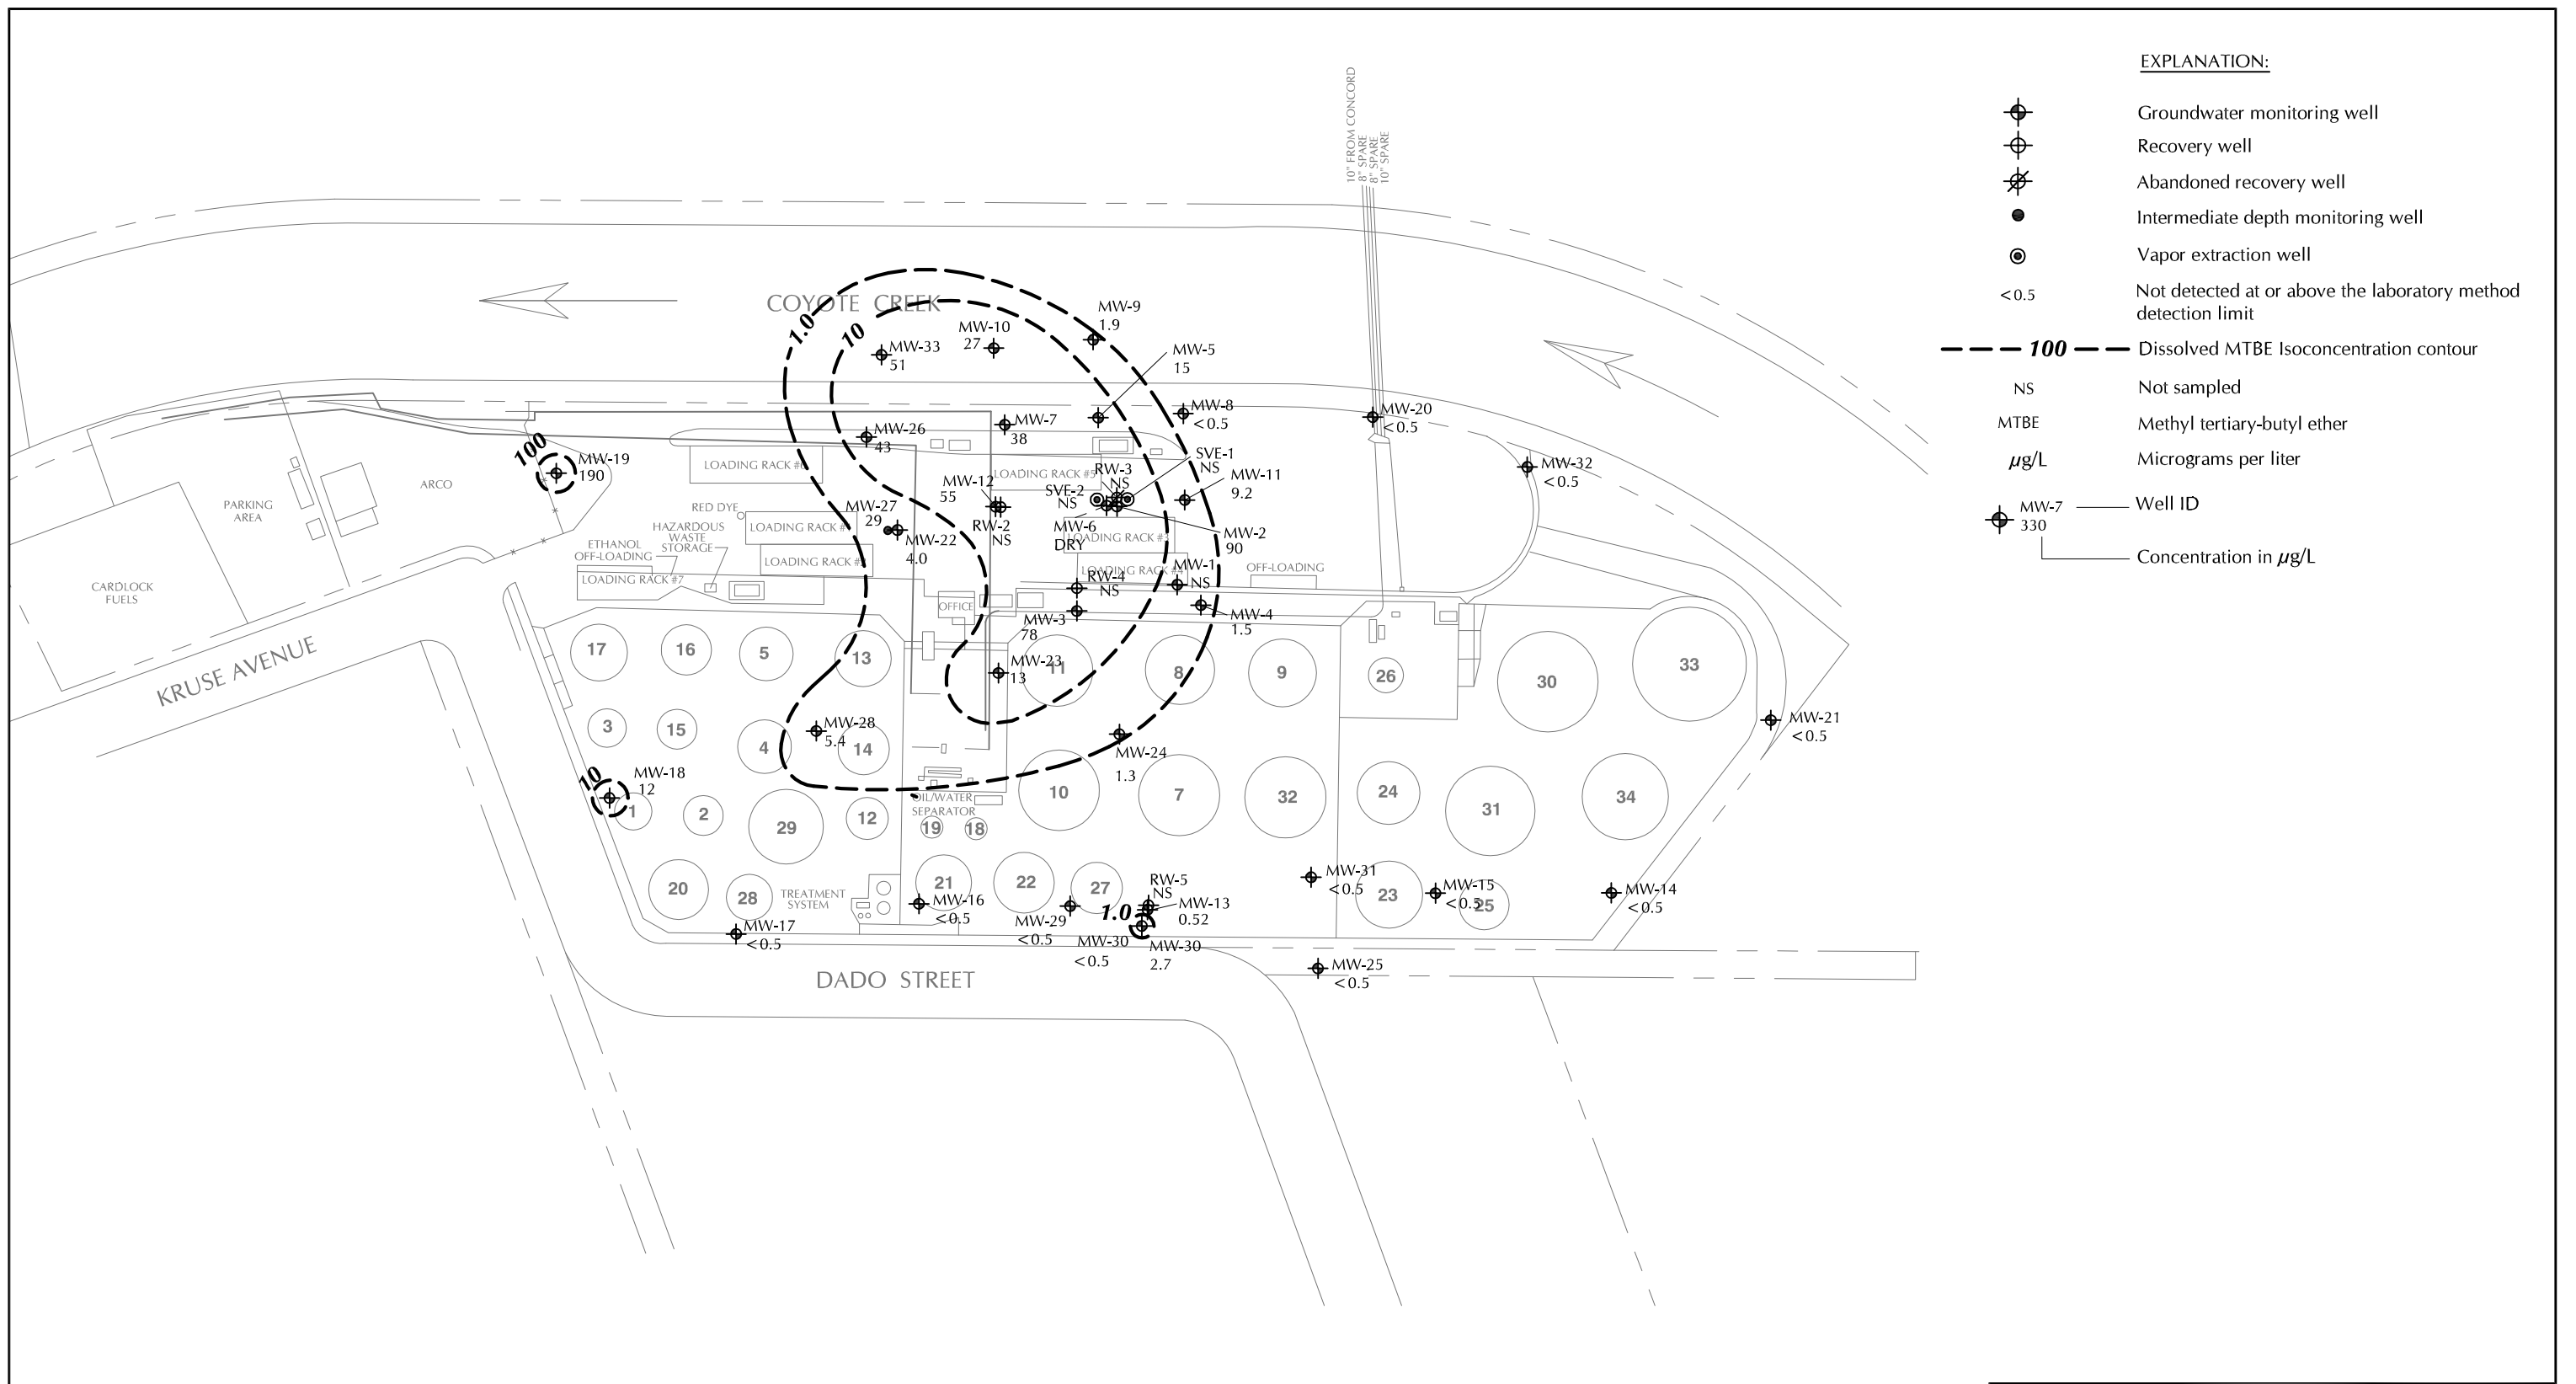 EXPLANATION:
Groundwater monitoring well
Recovery well
Abandoned recovery well
Intermediate depth monitoring well
Vapor extraction well
<0.5 Not detected at or above the laboratory method
detection limit
100 Dissolved MTBE Isoconcentration contour
NS Not sampled
MTBE Methyl tertiary-butyl ether
µg/L Micrograms per liter
MW-7 Well ID
330
Concentration in µg/L
10" FROM CONCORD
8" SPARE
8" SPARE
10" SPARE
COYOTE CREEK
1.0
10
MW-9
1.9
MW-10
27
MW-33
51
MW-5
15
MW-8
<0.5
MW-20
<0.5
MW-7
38
MW-26
43
100
MW-19
190
MW-32
<0.5
LOADING RACK #6
LOADING RACK #5
RW-3
NS
SVE-1
NS
SVE-2
NS
MW-11
9.2
MW-12
55
RW-2
NS
MW-6
DRY
MW-2
90
LOADING RACK #3
LOADING RACK #4
MW-1
NS
OFF-LOADING
ARCO
PARKING
AREA
CARDLOCK
FUELS
RED DYE
HAZARDOUS
WASTE
STORAGE
ETHANOL
OFF-LOADING
LOADING RACK #7
LOADING RACK #
LOADING RACK #
MW-27
29
MW-22
4.0
RW-4
NS
OFFICE
MW-3
78
MW-4
1.5
KRUSE AVENUE
17
16
5
13
MW-23
13
11
8
9
26
30
33
3
15
4
MW-28
5.4
14
MW-24
1.3
MW-21
<0.5
10
MW-18
12
1
2
29
12
OIL/WATER
SEPARATOR
19
18
10
7
32
24
31
34
20
28
TREATMENT
SYSTEM
21
22
27
RW-5
NS
MW-13
0.52
1.0
MW-31
<0.5
23
MW-15
<0.5
25
MW-14
<0.5
MW-17
<0.5
MW-16
<0.5
MW-29
<0.5
MW-30
<0.5
MW-30
2.7
MW-25
<0.5
DADO STREET